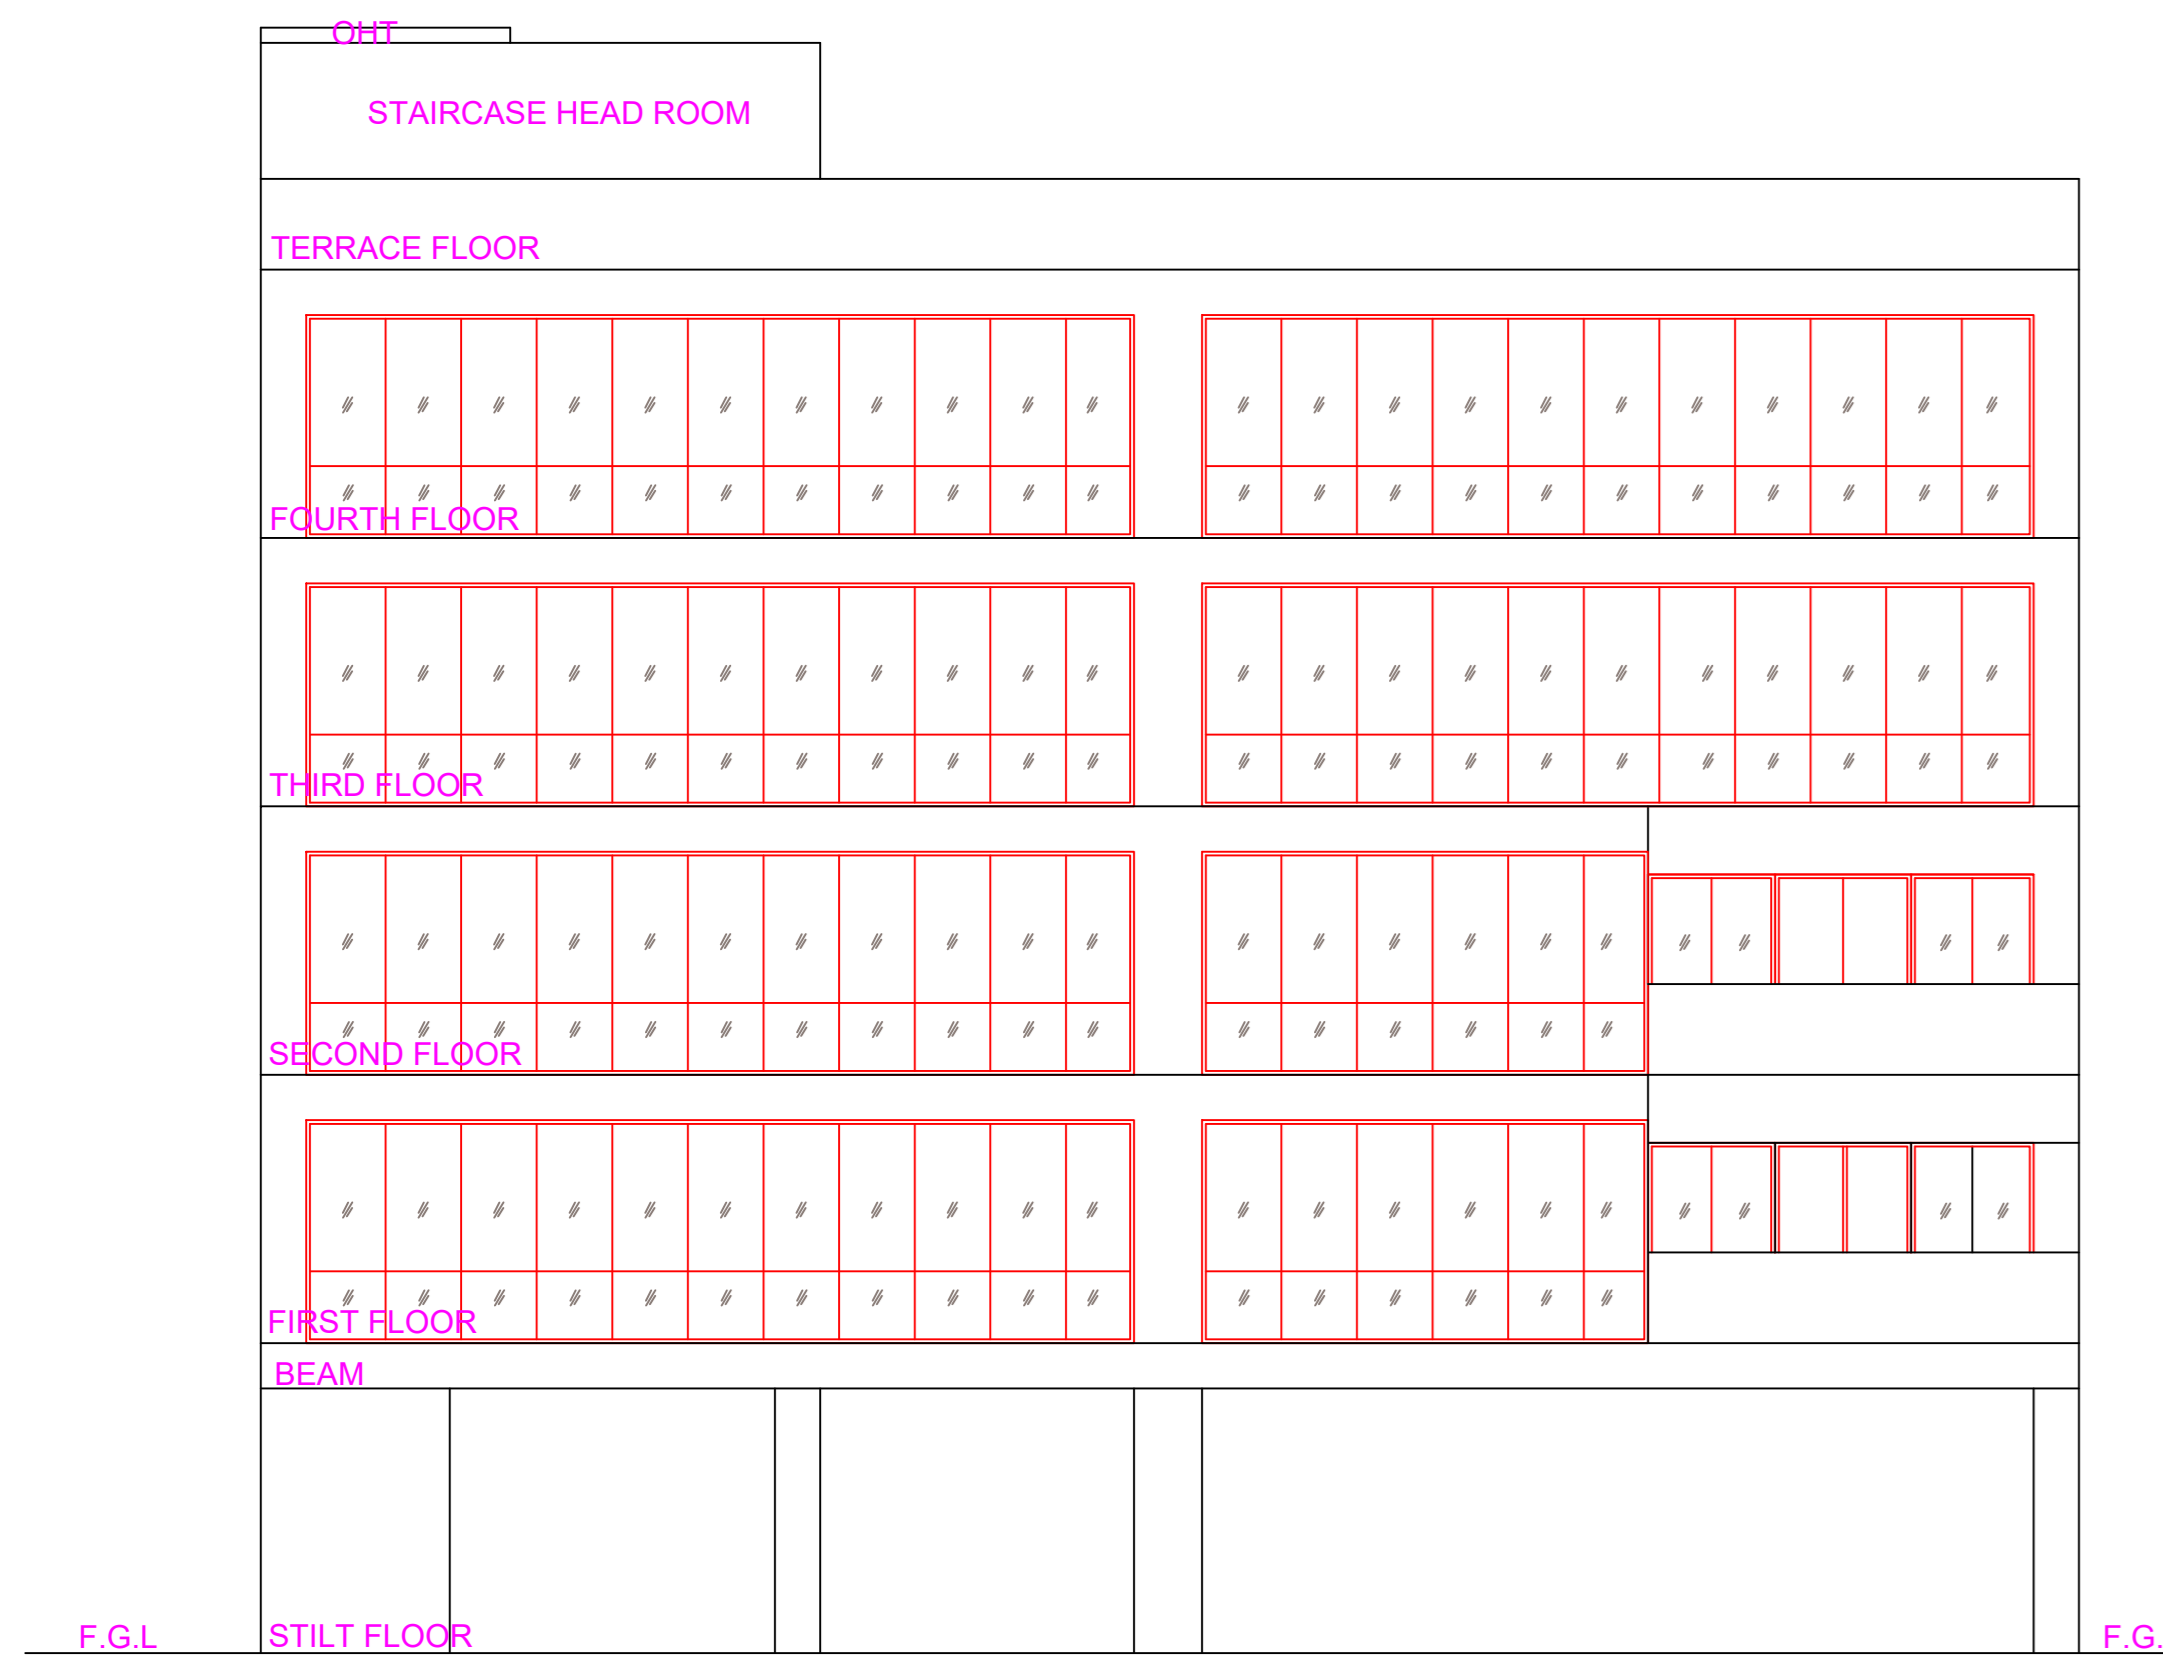 OHT
STAIRCASE HEAD ROOM
TERRACE FLOOR
FOURTH FLOOR
THIRD FLOOR
SECOND FLOOR
FIRST FLOOR
BEAM
STILT FLOOR
F.G.L
F.G.